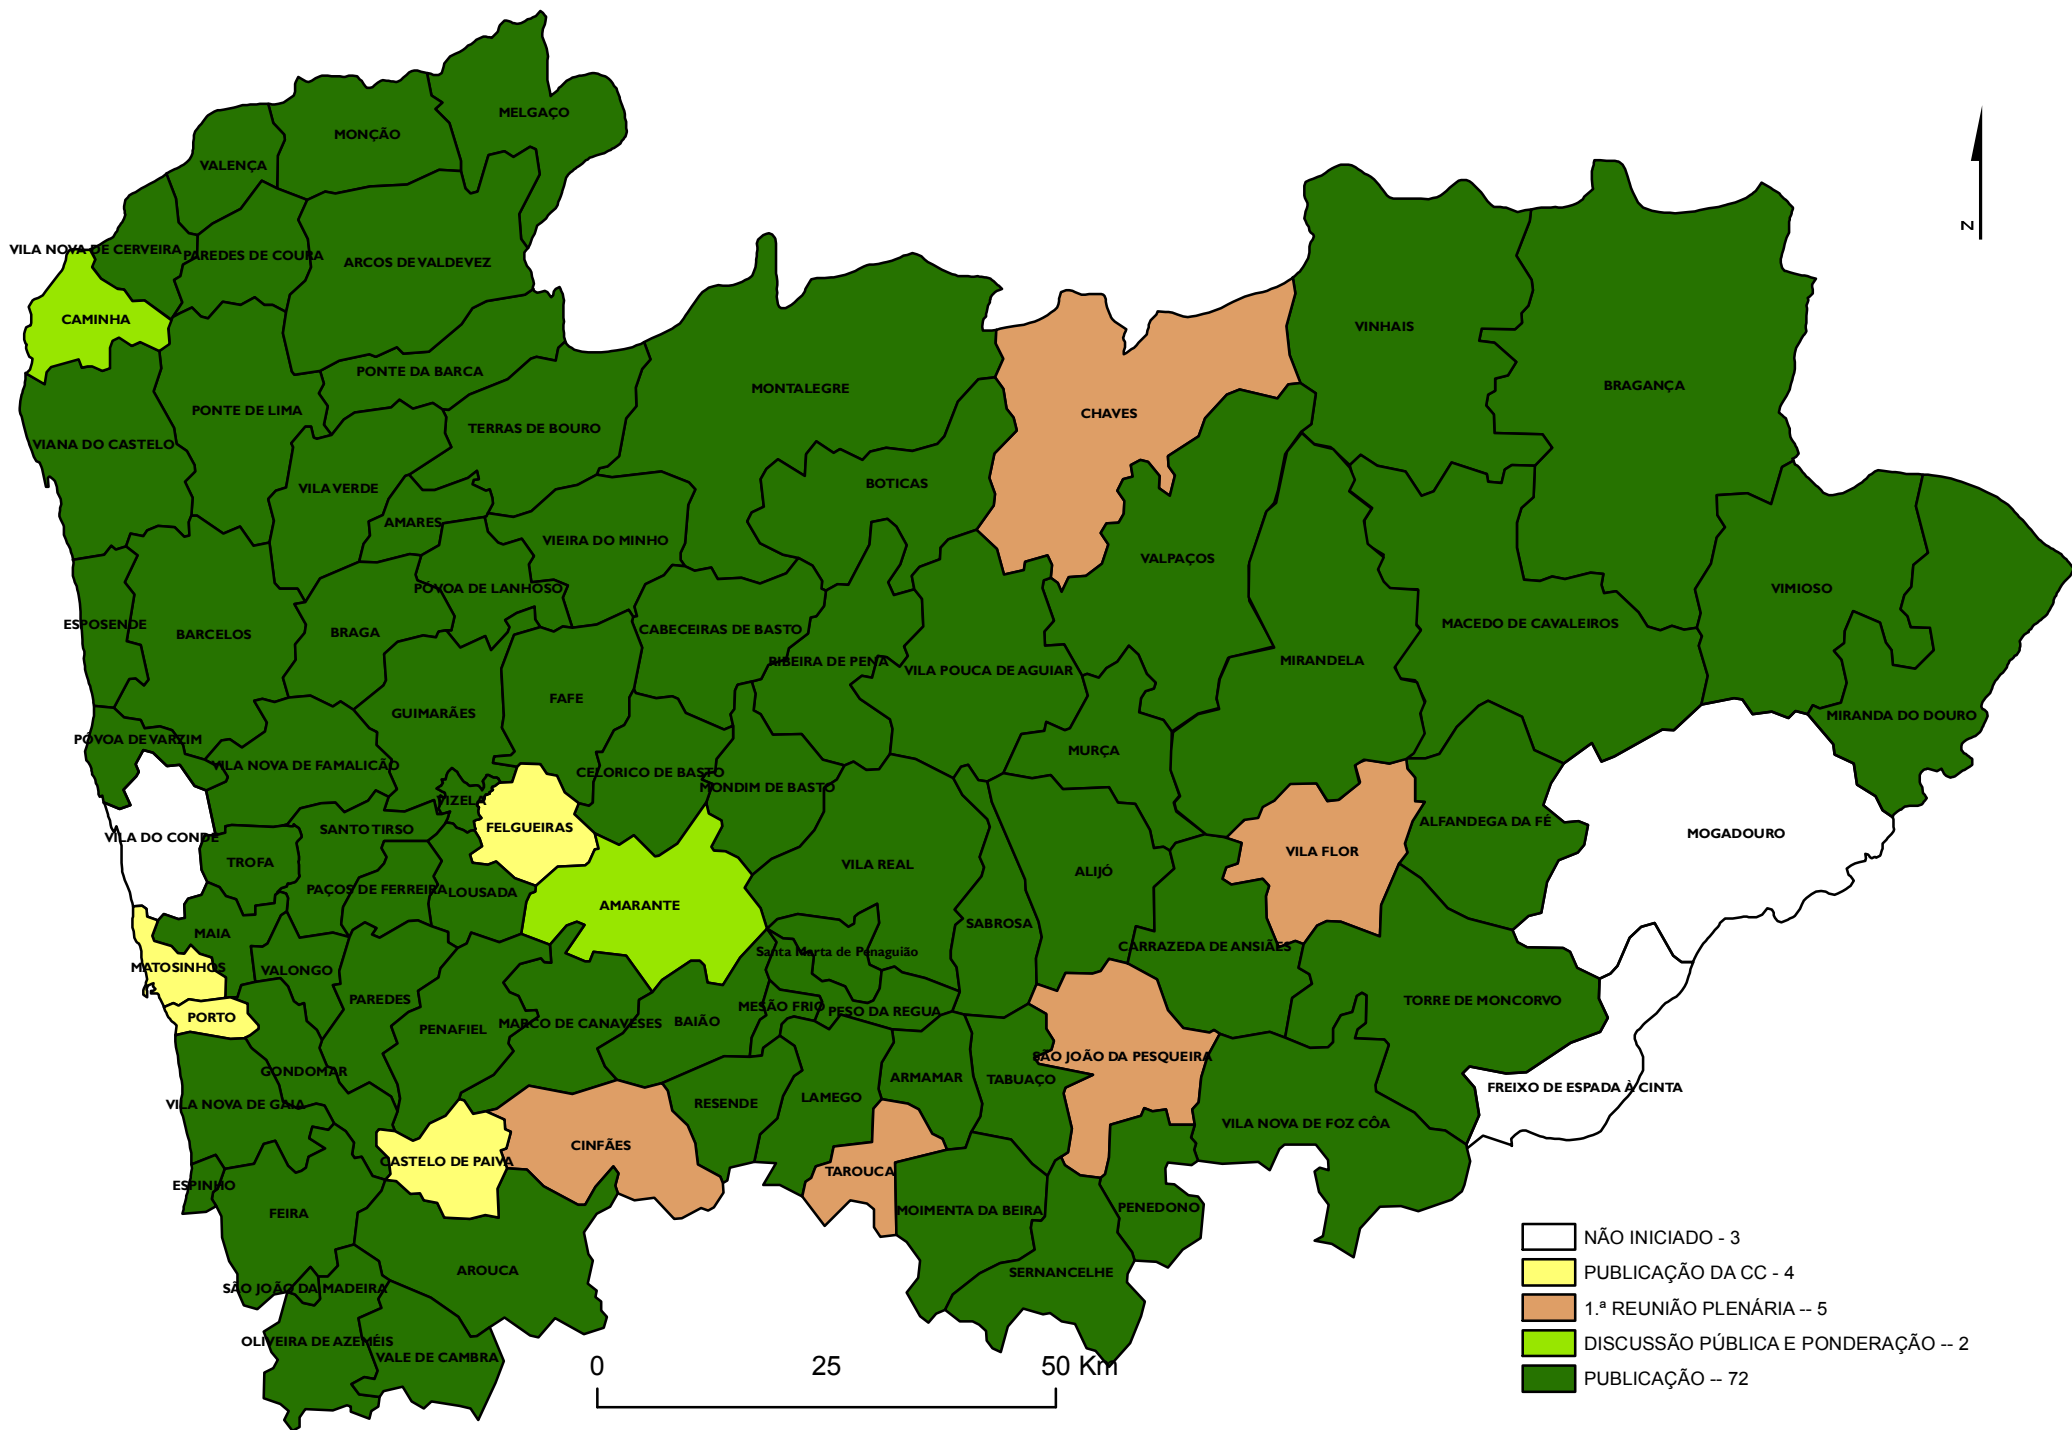 MELGAÇO
MONÇÃO
VALENÇA
VILA NOVA DE CERVEIRA
PAREDES DE COURA
ARCOS DE VALDEVEZ
N
CAMINHA
VINHAIS
PONTE DA BARCA
MONTALEGRE
BRAGANÇA
PONTE DE LIMA
CHAVES
TERRAS DE BOURO
VIANA DO CASTELO
VILA VERDE
BOTICAS
AMARES
VIEIRA DO MINHO
VALPAÇOS
PÓVOA DE LANHOSO
VIMIOSO
ESPOSENDE
BARCELOS
BRAGA
CABECEIRAS DE BASTO
MACEDO DE CAVALEIROS
RIBEIRA DE PENA
VILA POUCA DE AGUIAR
MIRANDELA
FAFE
GUIMARÃES
MIRANDA DO DOURO
PÓVOA DE VARZIM
MURÇA
VILA NOVA DE FAMALICÃO
CELORICO DE BASTO
MONDIM DE BASTO
VIZELA
SANTO TIRSO
FELGUEIRAS
ALFANDEGA DA FÉ
VILA DO CONDE
MOGADOURO
VILA FLOR
TROFA
VILA REAL
ALIJÓ
PAÇOS DE FERREIRA
LOUSADA
AMARANTE
SABROSA
MAIA
CARRAZEDA DE ANSIÃES
Santa Marta de Penaguião
MATOSINHOS
VALONGO
PAREDES
TORRE DE MONCORVO
MESÃO FRIO
PESO DA REGUA
PORTO
PENAFIEL
MARCO DE CANAVESES
BAIÃO
SÃO JOÃO DA PESQUEIRA
GONDOMAR
ARMAMAR
TABUAÇO
FREIXO DE ESPADA À CINTA
LAMEGO
VILA NOVA DE GAIA
RESENDE
VILA NOVA DE FOZ CÔA
CINFÃES
CASTELO DE PAIVA
TAROUCA
ESPINHO
PENEDONO
FEIRA
MOIMENTA DA BEIRA
AROUCA
SERNANCELHE
SÃO JOÃO DA MADEIRA
OLIVEIRA DE AZEMÉIS
VALE DE CAMBRA
0 25 50 Km
NÃO INICIADO - 3
PUBLICAÇÃO DA CC - 4
1.ª REUNIÃO PLENÁRIA -- 5
DISCUSSÃO PÚBLICA E PONDERAÇÃO -- 2
PUBLICAÇÃO -- 72